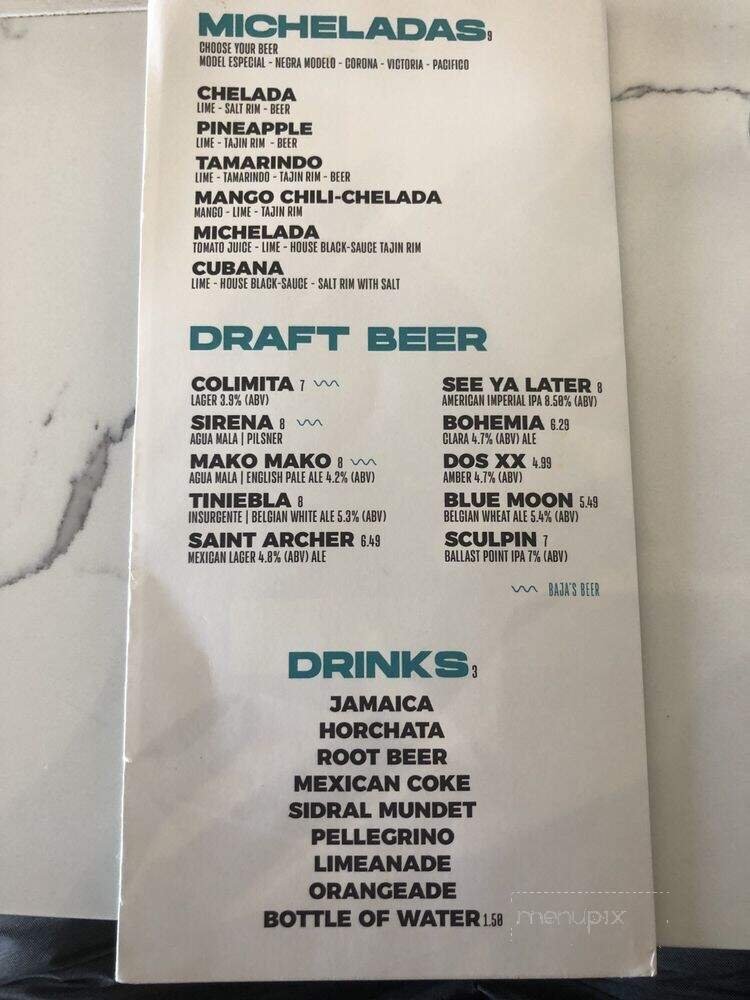 MICHELADAS 9
CHOOSE YOUR BEER
MODEL ESPECIAL - NEGRA MODELO - CORONA - VICTORIA - PACIFICO
CHELADA
LIME - SALT RIM - BEER
PINEAPPLE
LIME - TAJIN RIM - BEER
TAMARINDO
LIME - TAMARINDO - TAJIN RIM - BEER
MANGO CHILI-CHELADA
MANGO - LIME - TAJIN RIM
MICHELADA
TOMATO JUICE - LIME - HOUSE BLACK-SAUCE TAJIN RIM
CUBANA
LIME - HOUSE BLACK-SAUCE - SALT RIM WITH SALT
DRAFT BEER
COLIMITA 7
LAGER 3.9% (ABV)
SIRENA 8
AGUA MALA | PILSNER
MAKO MAKO 8
AGUA MALA | ENGLISH PALE ALE 4.2% (ABV)
TINIEBLA 8
INSURGENTE | BELGIAN WHITE ALE 5.3% (ABV)
SAINT ARCHER 6.49
MEXICAN LAGER 4.8% (ABV) ALE
SEE YA LATER 8
AMERICAN IMPERIAL IPA 8.50% (ABV)
BOHEMIA 6.29
CLARA 4.7% (ABV) ALE
DOS XX 4.99
AMBER 4.7% (ABV)
BLUE MOON 5.49
BELGIAN WHEAT ALE 5.4% (ABV)
SCULPIN 7
BALLAST POINT IPA 7% (ABV)
BAJA'S BEER
DRINKS 3
JAMAICA
HORCHATA
ROOT BEER
MEXICAN COKE
SIDRAL MUNDET
PELLEGRINO
LIMEANADE
ORANGEADE
BOTTLE OF WATER 1.50
menupix